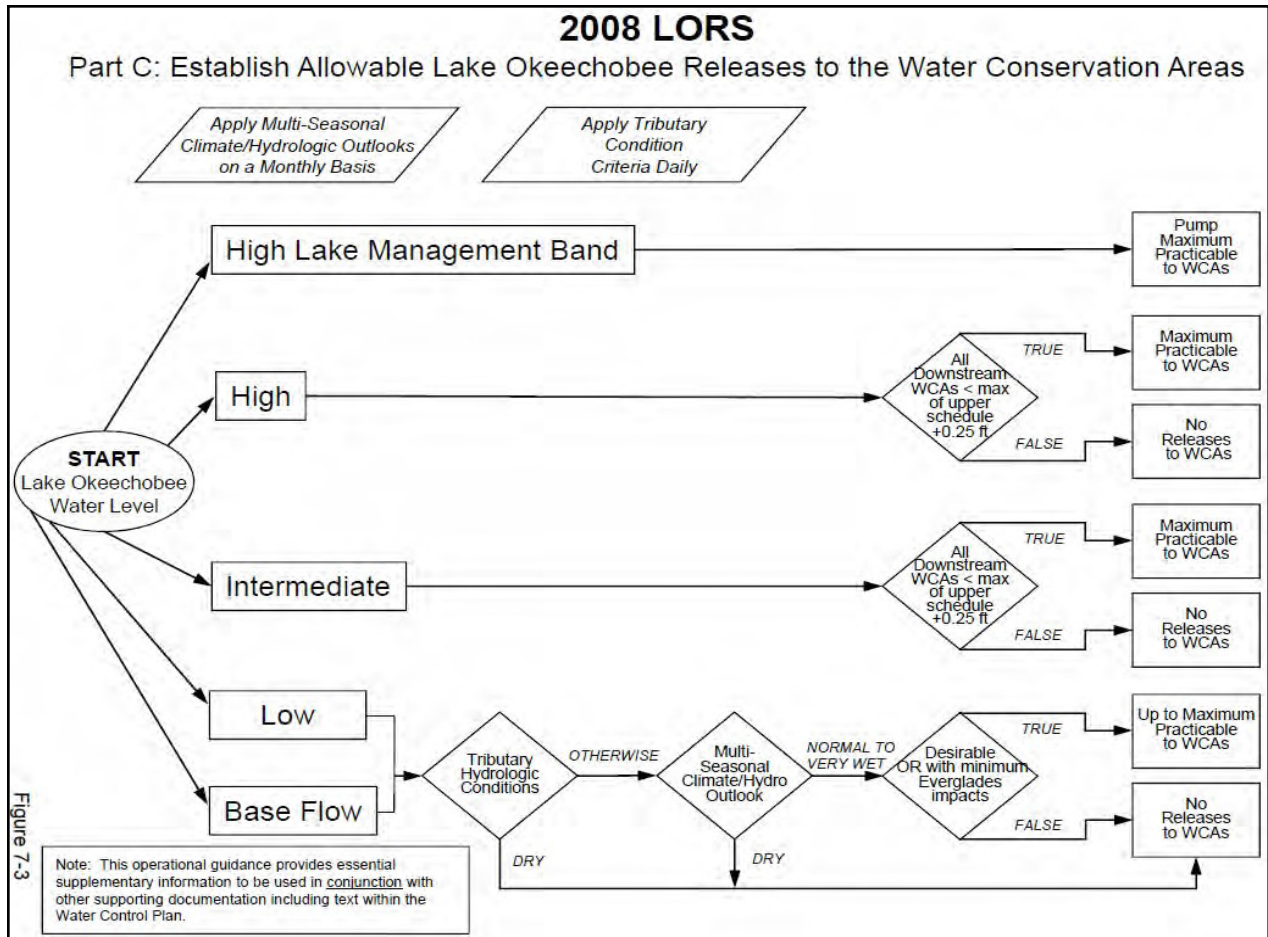 2008 LORS
Part C: Establish Allowable Lake Okeechobee Releases to the Water Conservation Areas
Apply Multi-Seasonal
Climate/Hydrologic Outlooks
on a Monthly Basis
Apply Tributary
Condition
Criteria Daily
High Lake Management Band
Pump
Maximum
Practicable
to WCAs
High
All
Downstream
WCAs < max
of upper
schedule
+0.25 ft
TRUE
Maximum
Practicable
to WCAs
FALSE
No
Releases
to WCAs
START
Lake Okeechobee
Water Level
Intermediate
All
Downstream
WCAs < max
of upper
schedule
+0.25 ft
TRUE
Maximum
Practicable
to WCAs
FALSE
No
Releases
to WCAs
Low
Base Flow
Tributary
Hydrologic
Conditions
OTHERWISE
Multi-
Seasonal
Climate/Hydro
Outlook
NORMAL TO
VERY WET
Desirable
OR with minimum
Everglades
impacts
TRUE
Up to Maximum
Practicable
to WCAs
FALSE
No
Releases
to WCAs
DRY
DRY
Figure 7-3
Note: This operational guidance provides essential
supplementary information to be used in conjunction with
other supporting documentation including text within the
Water Control Plan.